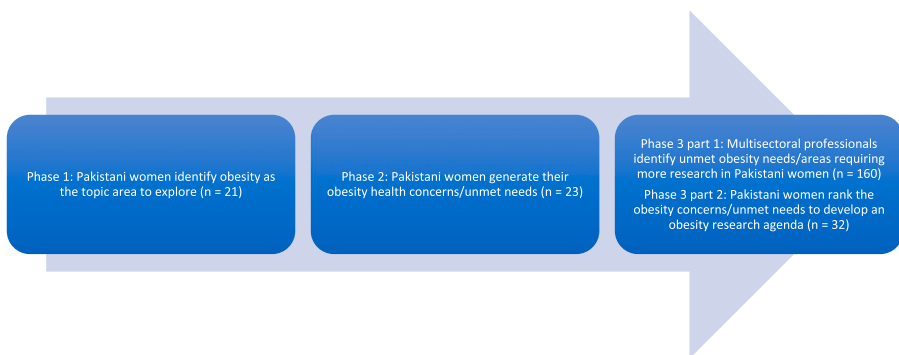 Phase 1: Pakistani women identify obesity as
the topic area to explore (n = 21)
Phase 2: Pakistani women generate their
obesity health concerns/unmet needs (n = 23)
Phase 3 part 1: Multisectoral professionals
identify unmet obesity needs/areas requiring
more research in Pakistani women (n = 160)
Phase 3 part 2: Pakistani women rank the
obesity concerns/unmet needs to develop an
obesity research agenda (n = 32)